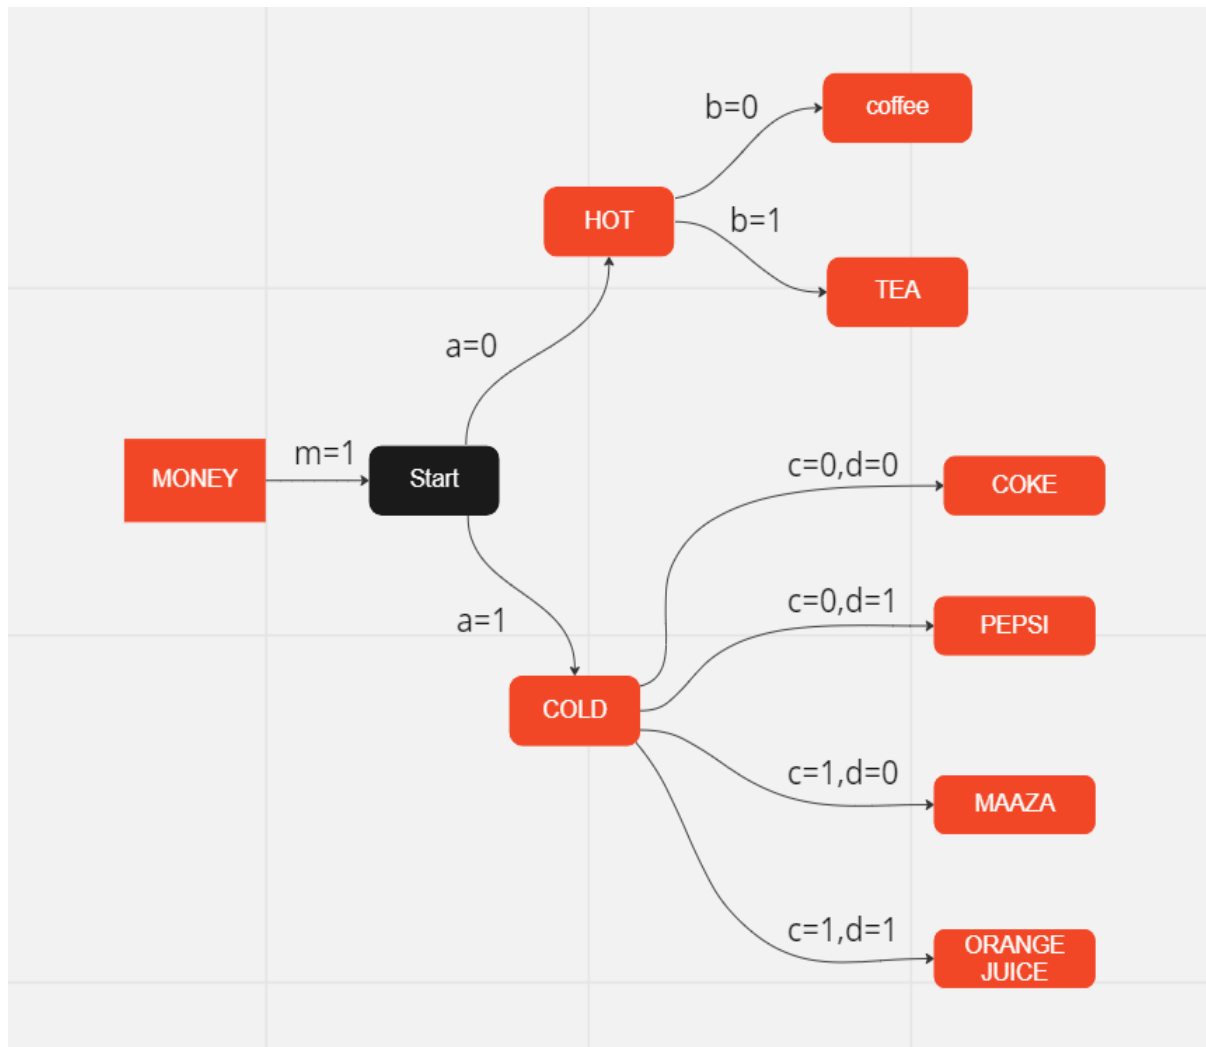 b=0
coffee
HOT
b=1
TEA
a=0
MONEY
m=1
Start
c=0,d=0
COKE
a=1
c=0,d=1
PEPSI
COLD
c=1,d=0
MAAZA
c=1,d=1
ORANGE
JUICE